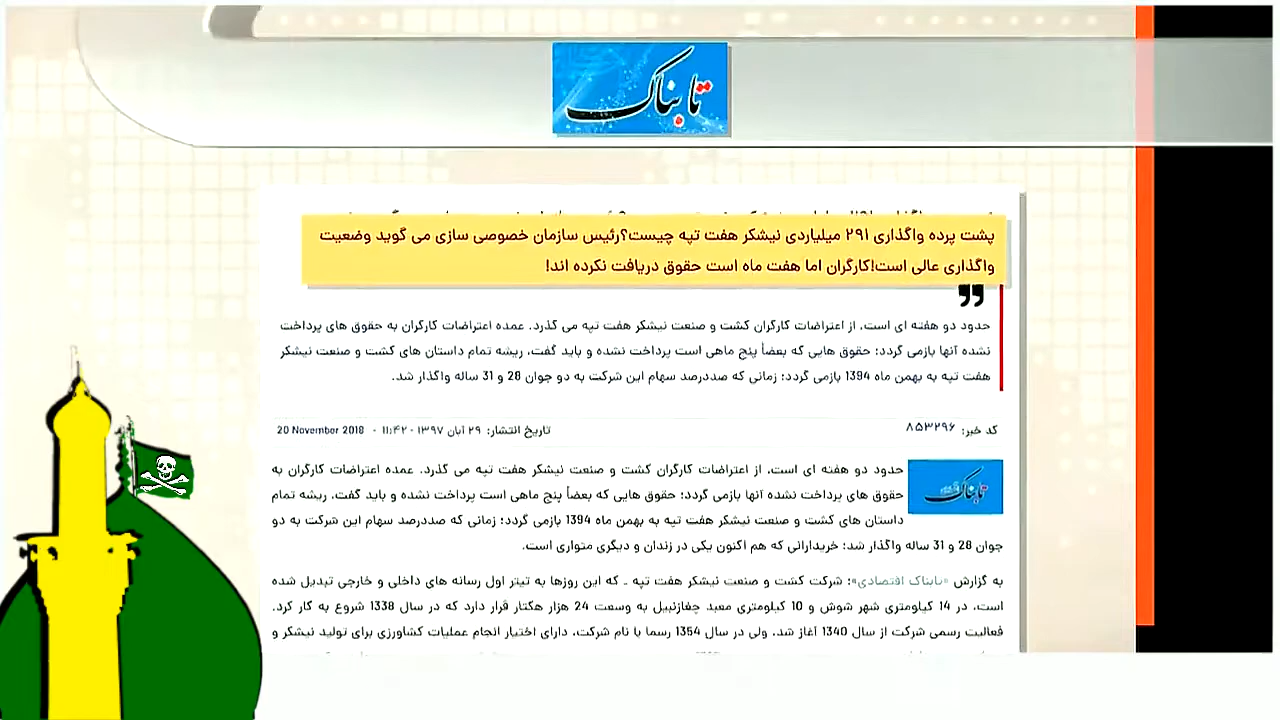 تابناک
پشت پرده واگذاری ۲۹۱ میلیاردی نیشکر هفت تپه چیست؟رئیس سازمان خصوصی سازی می گوید وضعیت
واگذاری عالی است!کارگران اما هفت ماه است حقوق دریافت نکرده اند!
حدود دو هفته ای است، از اعتراضات کارگران کشت و صنعت نیشکر هفت تپه می گذرد. عمده اعتراضات کارگران به حقوق های پرداخت
نشده آنها بازمی گردد؛ حقوق هایی که بعضاً پنج ماهی است پرداخت نشده و باید گفت، ریشه تمام داستان های کشت و صنعت نیشکر
هفت تپه به بهمن ماه 1394 بازمی گردد؛ زمانی که صددرصد سهام این شرکت به دو جوان 28 و 31 ساله واگذار شد.
کد خبر: ۸۵۳۲۹۶
تاریخ انتشار: ۲۹ آبان ۱۳۹۷ - ۱۱:۴۲ - 20 November 2018
تابناک
حدود دو هفته ای است، از اعتراضات کارگران کشت و صنعت نیشکر هفت تپه می گذرد. عمده اعتراضات کارگران به
حقوق های پرداخت نشده آنها بازمی گردد؛ حقوق هایی که بعضاً پنج ماهی است پرداخت نشده و باید گفت، ریشه تمام
داستان های کشت و صنعت نیشکر هفت تپه به بهمن ماه 1394 بازمی گردد؛ زمانی که صددرصد سهام این شرکت به دو
جوان 28 و 31 ساله واگذار شد؛ خریدارانی که هم اکنون یکی در زندان و دیگری متواری است.
به گزارش «تابناک اقتصادی»؛ شرکت کشت و صنعت نیشکر هفت تپه ـ که این روزها به تیتر اول رسانه های داخلی و خارجی تبدیل شده
است، در 14 کیلومتری شهر شوش و 10 کیلومتری معبد چغازنبیل به وسعت 24 هزار هکتار قرار دارد که در سال 1338 شروع به کار کرد.
فعالیت رسمی شرکت از سال 1340 آغاز شد، ولی در سال 1354 رسما با نام شرکت، دارای اختیار انجام عملیات کشاورزی برای تولید نیشکر و